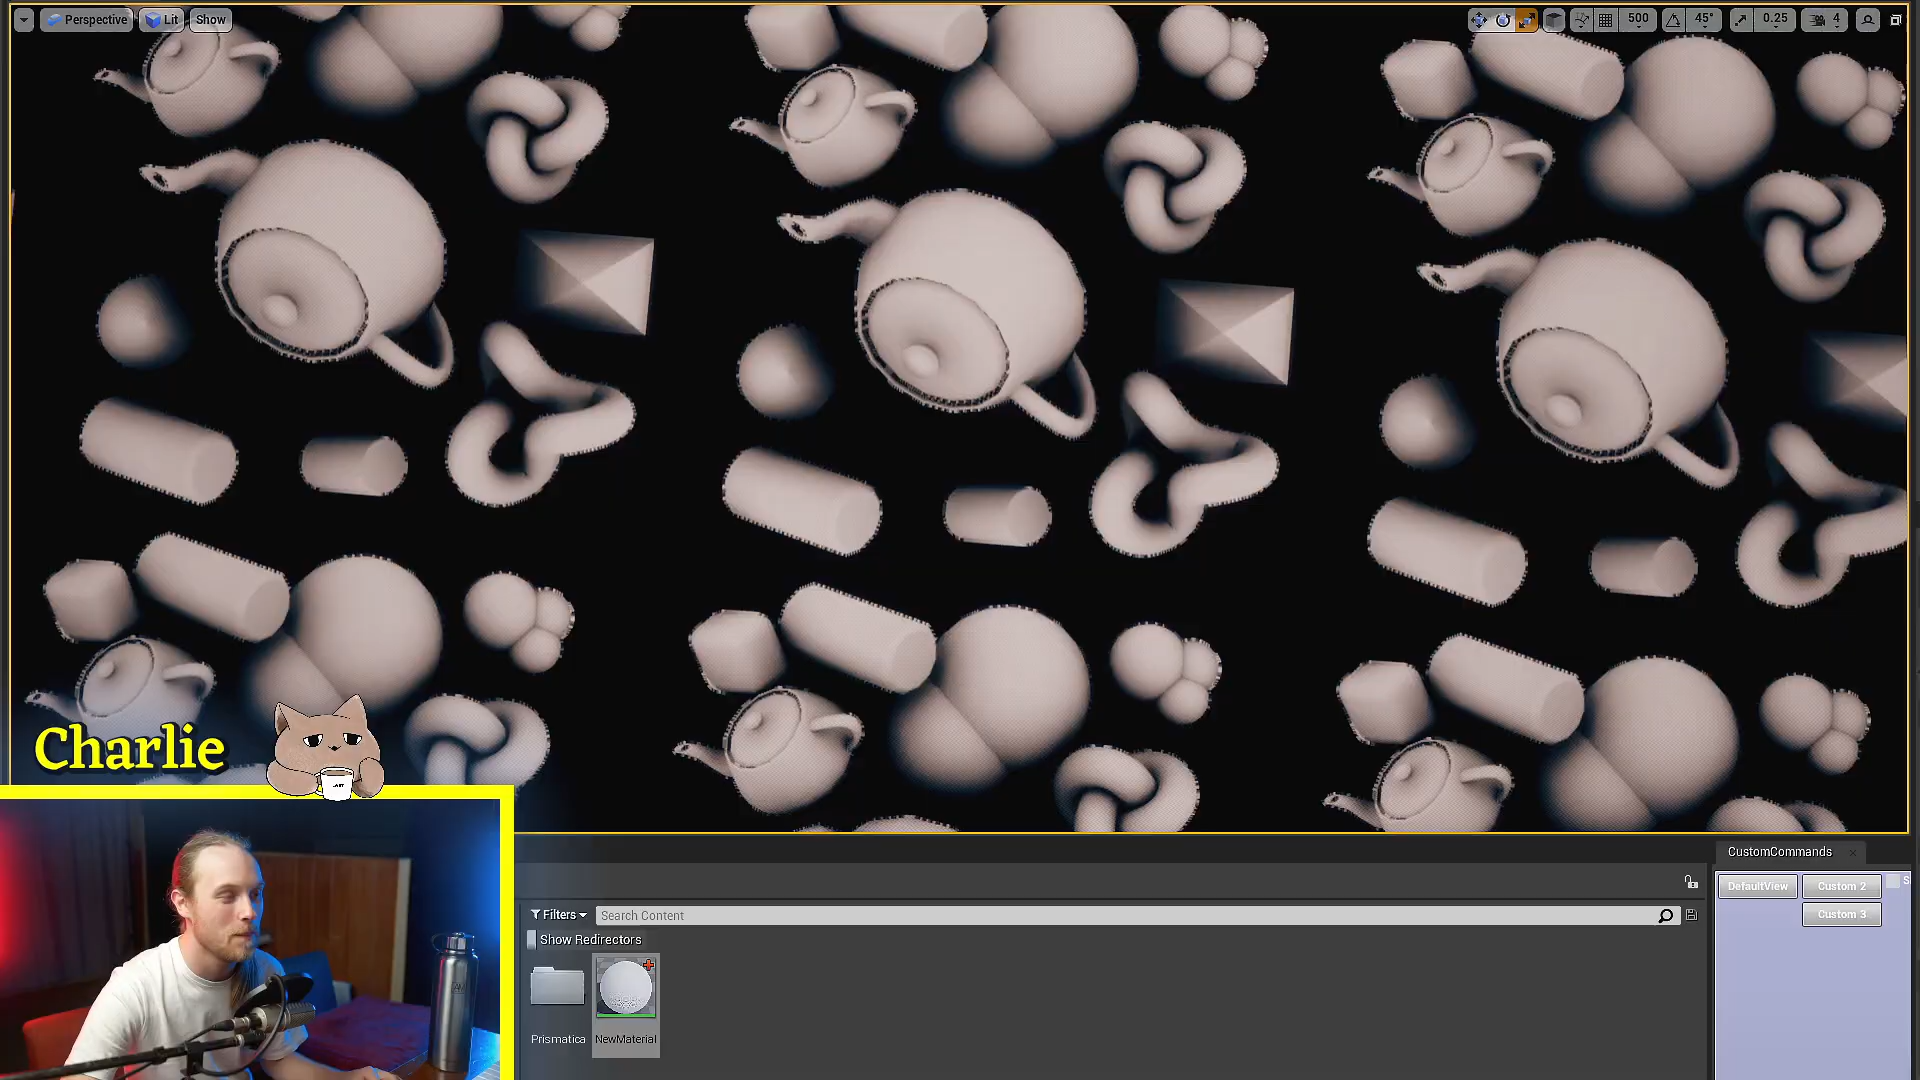 Perspective
Lit
Show
500
45°
0.25
4
Charlie
CustomCommands
DefaultView
Custom 2
S
Custom 3
Filters
Search Content
Show Redirectors
Prismatica
NewMaterial